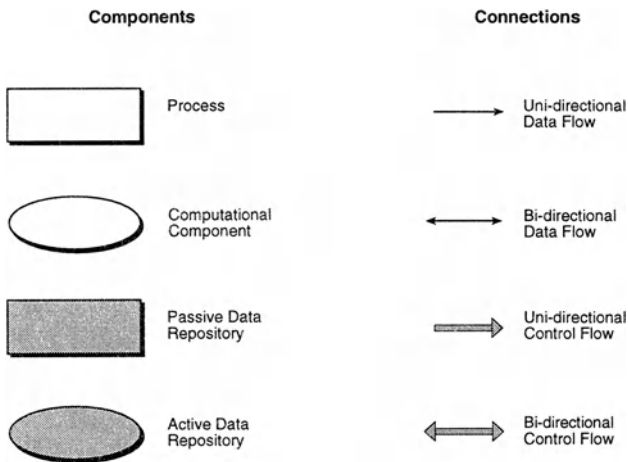 Components
Connections
Process
Uni-directional
Data Flow
Computational
Component
Bi-directional
Data Flow
Passive Data
Repository
Uni-directional
Control Flow
Active Data
Repository
Bi-directional
Control Flow